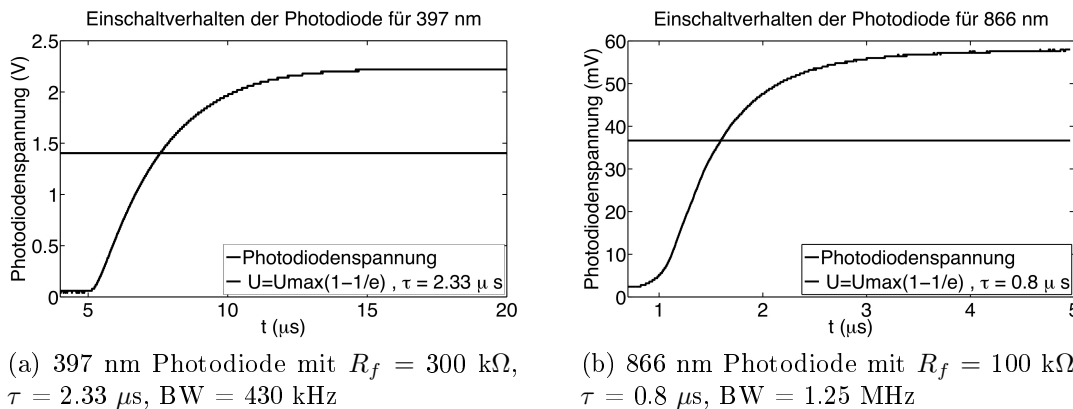 Einschaltverhalten der Photodiode für 397 nm
Photodiodenspannung (V)
2.5
2
1.5
1
0.5
0
5
10
15
20
t (μs)
Photodiodenspannung
U=Umax(1−1/e) , τ = 2.33 μ s
(a) 397 nm Photodiode mit R_f = 300 kΩ,
τ = 2.33 μs, BW = 430 kHz
Einschaltverhalten der Photodiode für 866 nm
Photodiodenspannung (mV)
60
50
40
30
20
10
0
1
2
3
4
5
t (μs)
Photodiodenspannung
U=Umax(1−1/e) , τ = 0.8 μ s
(b) 866 nm Photodiode mit R_f = 100 kΩ
τ = 0.8 μs, BW = 1.25 MHz